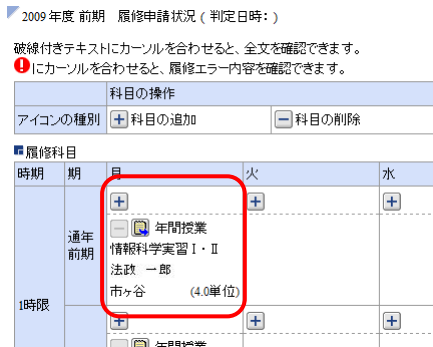 2009年度 前期 履修申請状況 ( 判定日時: )
破線付きテキストにカーソルを合わせると、全文を確認できます。
にカーソルを合わせると、履修エラー内容を確認できます。
科目の操作
アイコンの種別 科目の追加 科目の削除
履修科目
時期 期 月 火 水
通年
前期
年間授業
情報科学実習Ⅰ・Ⅱ
法政 一郎
市ヶ谷 (4.0単位)
1時限
年間授業